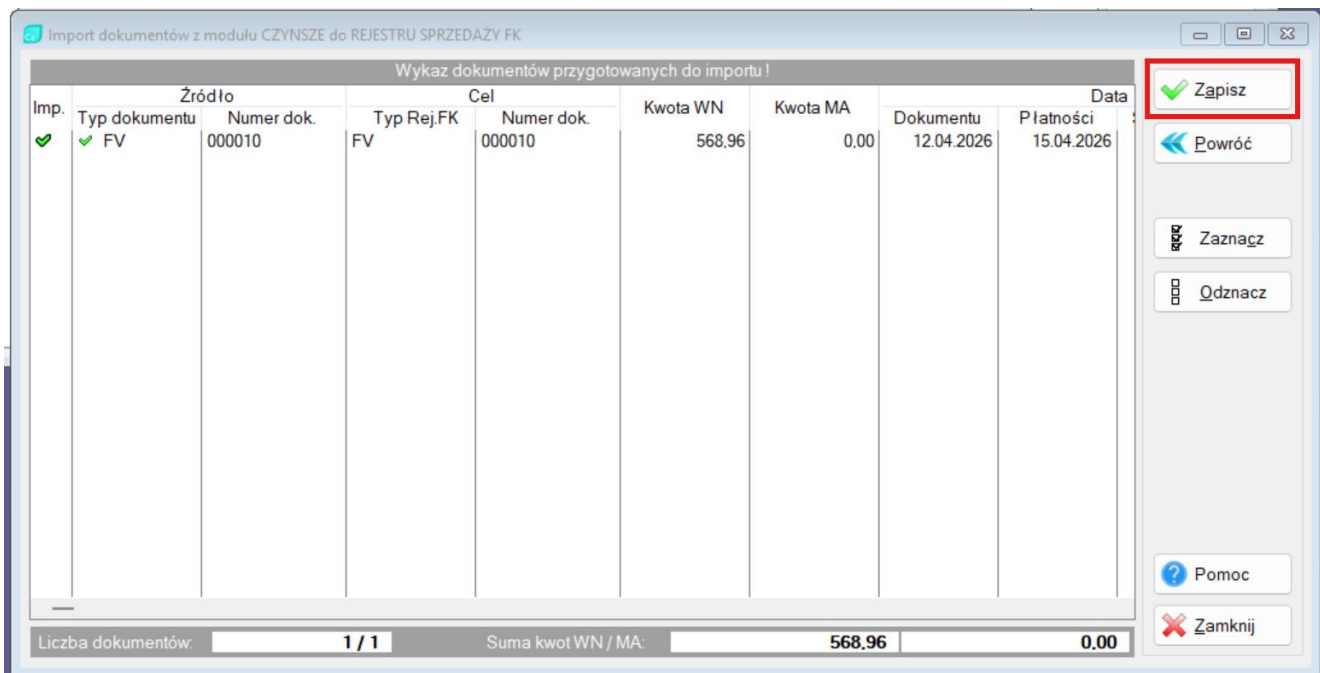 Import dokumentów z modułu CZYNSZE do REJESTRU SPRZEDAŻY FK
Wykaz dokumentów przygotowanych do importu !
Imp. Źródło Cel Kwota WN Kwota MA Data
Typ dokumentu Numer dok. Typ Rej.FK Numer dok. Dokumentu Płatności
FV 000010 FV 000010 568,96 0,00 12.04.2026 15.04.2026
Liczba dokumentów: 1 / 1 Suma kwot WN / MA: 568,96 0,00
Zapisz
Powróć
Zaznacz
Odznacz
Pomoc
Zamknij